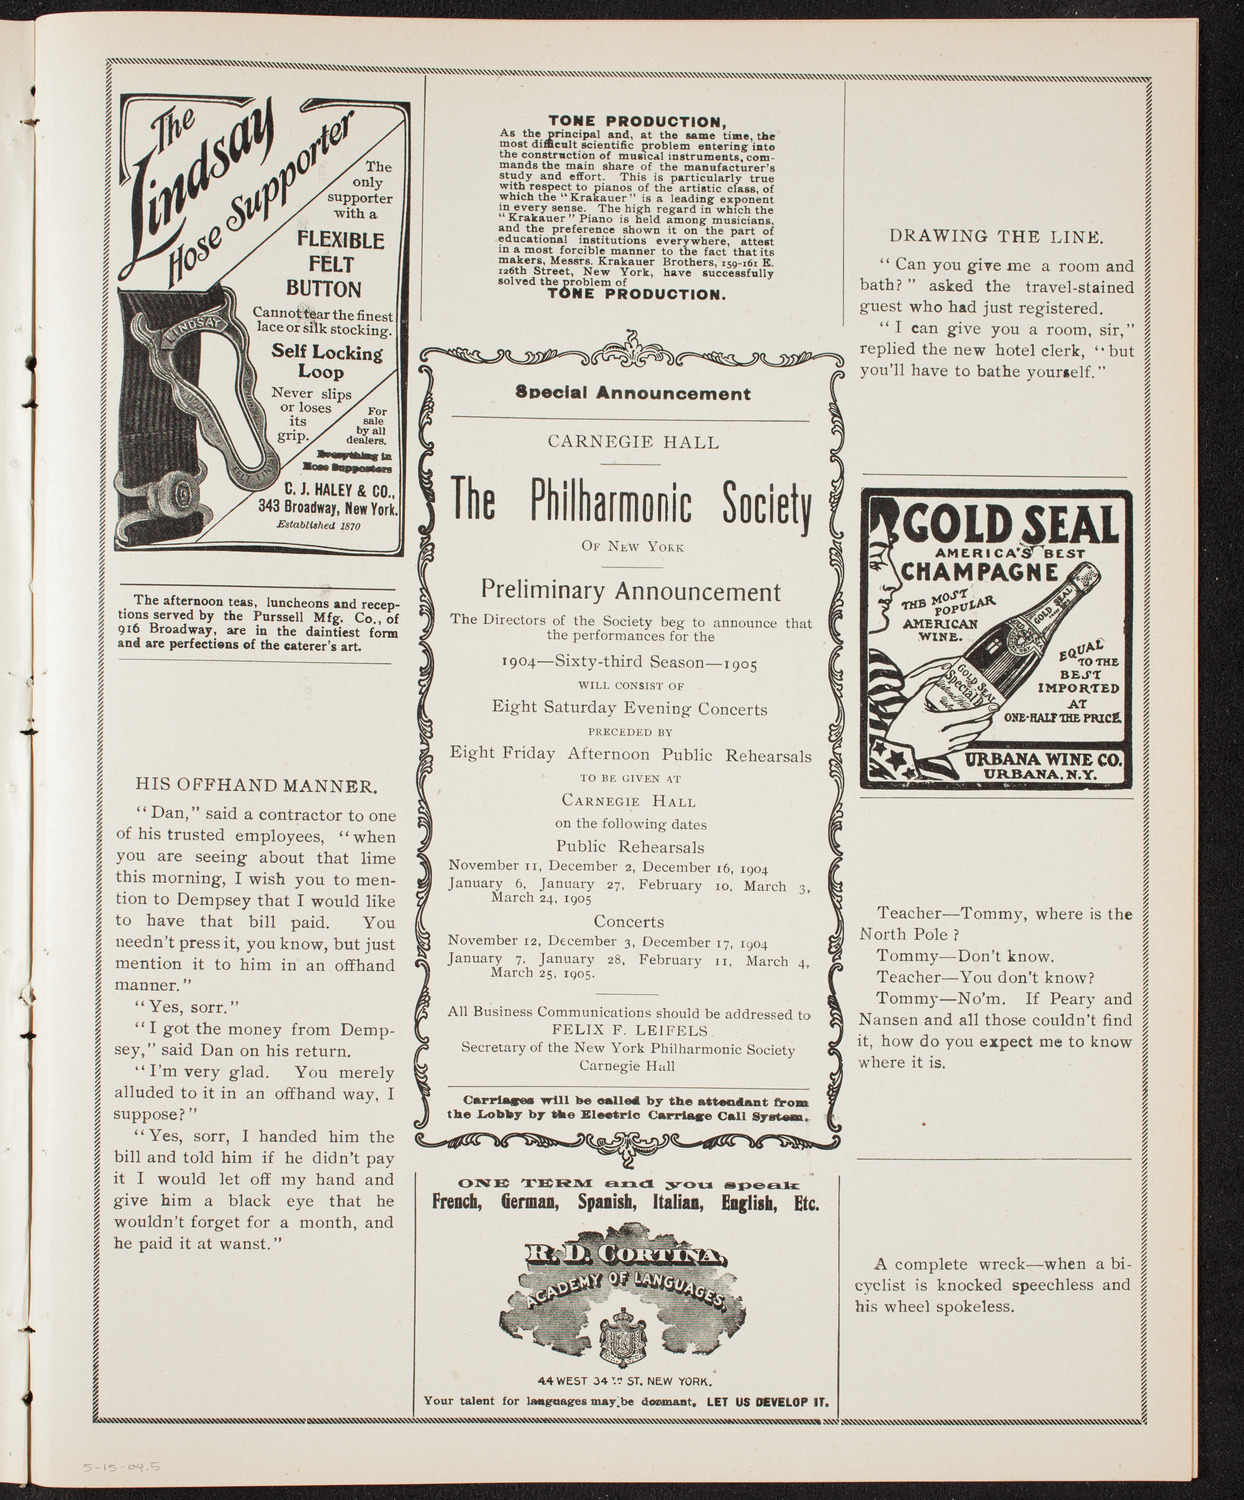 The
Lindsay
Hose Supporter
The
only
supporter
with a
FLEXIBLE
FELT
BUTTON
Cannot tear the finest
lace or silk stocking.
Self Locking
Loop
Never slips
or loses
its
grip.
For
sale
by all
dealers.
Everything in
Hose Supporters
C. J. HALEY & CO.,
343 Broadway, New York.
Established 1870
LINDSAY
The afternoon teas, luncheons and recep-
tions served by the Purssell Mfg. Co., of
916 Broadway, are in the daintiest form
and are perfections of the caterer's art.
HIS OFFHAND MANNER.
"Dan," said a contractor to one
of his trusted employees, "when
you are seeing about that lime
this morning, I wish you to men-
tion to Dempsey that I would like
to have that bill paid. You
needn't press it, you know, but just
mention it to him in an offhand
manner."
"Yes, sorr."
"I got the money from Demp-
sey," said Dan on his return.
"I'm very glad. You merely
alluded to it in an offhand way, I
suppose?"
"Yes, sorr, I handed him the
bill and told him if he didn't pay
it I would let off my hand and
give him a black eye that he
wouldn't forget for a month, and
he paid it at wanst."
TONE PRODUCTION,
As the principal and, at the same time, the
most difficult scientific problem entering into
the construction of musical instruments, com-
mands the main share of the manufacturer's
study and effort. This is particularly true
with respect to pianos of the artistic class, of
which the "Krakauer" is a leading exponent
in every sense. The high regard in which the
"Krakauer" Piano is held among musicians,
and the preference shown it on the part of
educational institutions everywhere, attest
in a most forcible manner to the fact that its
makers, Messrs. Krakauer Brothers, 159-161 E.
126th Street, New York, have successfully
solved the problem of
TONE PRODUCTION.
Special Announcement
CARNEGIE HALL
The Philharmonic Society
OF NEW YORK
Preliminary Announcement
The Directors of the Society beg to announce that
the performances for the
1904—Sixty-third Season—1905
WILL CONSIST OF
Eight Saturday Evening Concerts
PRECEDED BY
Eight Friday Afternoon Public Rehearsals
TO BE GIVEN AT
CARNEGIE HALL
on the following dates
Public Rehearsals
November 11, December 2, December 16, 1904
January 6, January 27, February 10, March 3,
March 24, 1905
Concerts
November 12, December 3, December 17, 1904
January 7, January 28, February 11, March 4,
March 25, 1905.
All Business Communications should be addressed to
FELIX F. LEIFELS
Secretary of the New York Philharmonic Society
Carnegie Hall
Carriages will be called by the attendant from
the Lobby by the Electric Carriage Call System.
ONE TERM and you speak
French, German, Spanish, Italian, English, Etc.
R. D. CORTINA,
ACADEMY OF LANGUAGES,
44 WEST 34TH ST. NEW YORK.
Your talent for languages may be dormant. LET US DEVELOP IT.
DRAWING THE LINE.
"Can you give me a room and
bath?" asked the travel-stained
guest who had just registered.
"I can give you a room, sir,"
replied the new hotel clerk, "but
you'll have to bathe yourself."
GOLD SEAL
AMERICA'S BEST
CHAMPAGNE
THE MOST
POPULAR
AMERICAN
WINE.
GOLD SEAL
GOLD SEAL
Special
EQUAL
TO THE
BEST
IMPORTED
AT
ONE-HALF THE PRICE.
URBANA WINE CO.
URBANA, N.Y.
Teacher—Tommy, where is the
North Pole?
Tommy—Don't know.
Teacher—You don't know?
Tommy—No'm. If Peary and
Nansen and all those couldn't find
it, how do you expect me to know
where it is.
A complete wreck—when a bi-
cyclist is knocked speechless and
his wheel spokeless.
5-15-04.5